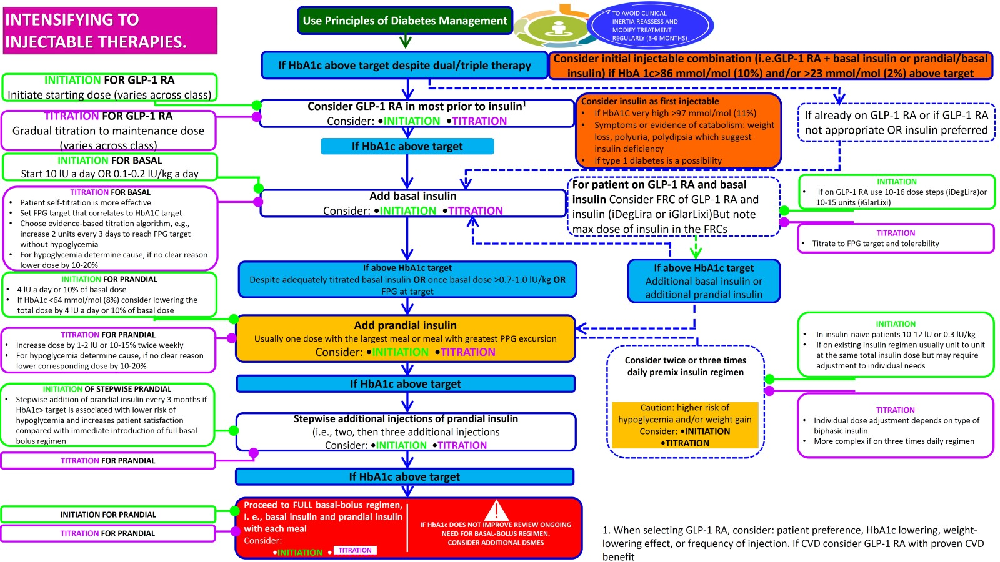 INTENSIFYING TO
INJECTABLE THERAPIES.
Use Principles of Diabetes Management
TO AVOID CLINICAL
INERTIA REASSESS AND
MODIFY TREATMENT
REGULARLY (3-6 MONTHS)
If HbA1c above target despite dual/triple therapy
Consider initial injectable combination (i.e.GLP-1 RA + basal insulin or prandial/basal
insulin) if HbA 1c>86 mmol/mol (10%) and/or >23 mmol/mol (2%) above target
INITIATION FOR GLP-1 RA
Initiate starting dose (varies across class)
TITRATION FOR GLP-1 RA
Gradual titration to maintenance dose
(varies across class)
Consider GLP-1 RA in most prior to insulin1
Consider: •INITIATION •TITRATION
Consider insulin as first injectable
• If HbA1C very high >97 mmol/mol (11%)
• Symptoms or evidence of catabolism: weight
loss, polyuria, polydipsia which suggest
insulin deficiency
• If type 1 diabetes is a possibility
If already on GLP-1 RA or if GLP-1 RA
not appropriate OR insulin preferred
If HbA1c above target
INITIATION FOR BASAL
Start 10 IU a day OR 0.1-0.2 IU/kg a day
TITRATION FOR BASAL
• Patient self-titration is more effective
• Set FPG target that correlates to HbA1C target
• Choose evidence-based titration algorithm, e.g.,
increase 2 units every 3 days to reach FPG target
without hypoglycemia
• For hypoglycemia determine cause, if no clear reason
lower dose by 10-20%
Add basal insulin
Consider: •INITIATION •TITRATION
For patient on GLP-1 RA and basal
insulin Consider FRC of GLP-1 RA and
insulin (iDegLira or iGlarLixi)But note
max dose of insulin in the FRCs
INITIATION
• If on GLP-1 RA use 10-16 dose steps (iDegLira)or
10-15 units (iGlarLixi)
TITRATION
• Titrate to FPG target and tolerability
If above HbA1c target
Despite adequately titrated basal insulin OR once basal dose >0.7-1.0 IU/kg OR
FPG at target
If above HbA1c target
Additional basal insulin or
additional prandial insulin
INITIATION FOR PRANDIAL
• 4 IU a day or 10% of basal dose
• If HbA1c <64 mmol/mol (8%) consider lowering the
total dose by 4 IU a day or 10% of basal dose
TITRATION FOR PRANDIAL
• Increase dose by 1-2 IU or 10-15% twice weekly
• For hypoglycemia determine cause, if no clear reason
lower corresponding dose by 10-20%
Add prandial insulin
Usually one dose with the largest meal or meal with greatest PPG excursion
Consider: •INITIATION •TITRATION
Consider twice or three times
daily premix insulin regimen
Caution: higher risk of
hypoglycemia and/or weight gain
Consider: •INITIATION
•TITRATION
INITIATION
• In insulin-naive patients 10-12 IU or 0.3 IU/kg
• If on existing insulin regimen usually unit to unit
at the same total insulin dose but may require
adjustment to individual needs
TITRATION
• Individual dose adjustment depends on type of
biphasic insulin
• More complex if on three times daily regimen
If HbA1c above target
INITIATION OF STEPWISE PRANDIAL
• Stepwise addition of prandial insulin every 3 months if
HbA1c> target is associated with lower risk of
hypoglycemia and increases patient satisfaction
compared with immediate introduction of full basal-
bolus regimen
TITRATION FOR PRANDIAL
Stepwise additional injections of prandial insulin
(i.e., two, then three additional injections
Consider: •INITIATION •TITRATION
If HbA1c above target
INITIATION FOR PRANDIAL
TITRATION FOR PRANDIAL
Proceed to FULL basal-bolus regimen,
I. e., basal insulin and prandial insulin
with each meal
Consider:
•INITIATION • TITRATION
IF HbA1c DOES NOT IMPROVE REVIEW ONGOING
NEED FOR BASAL-BOLUS REGIMEN.
CONSIDER ADDITIONAL DSMES
1. When selecting GLP-1 RA, consider: patient preference, HbA1c lowering, weight-
lowering effect, or frequency of injection. If CVD consider GLP-1 RA with proven CVD
benefit